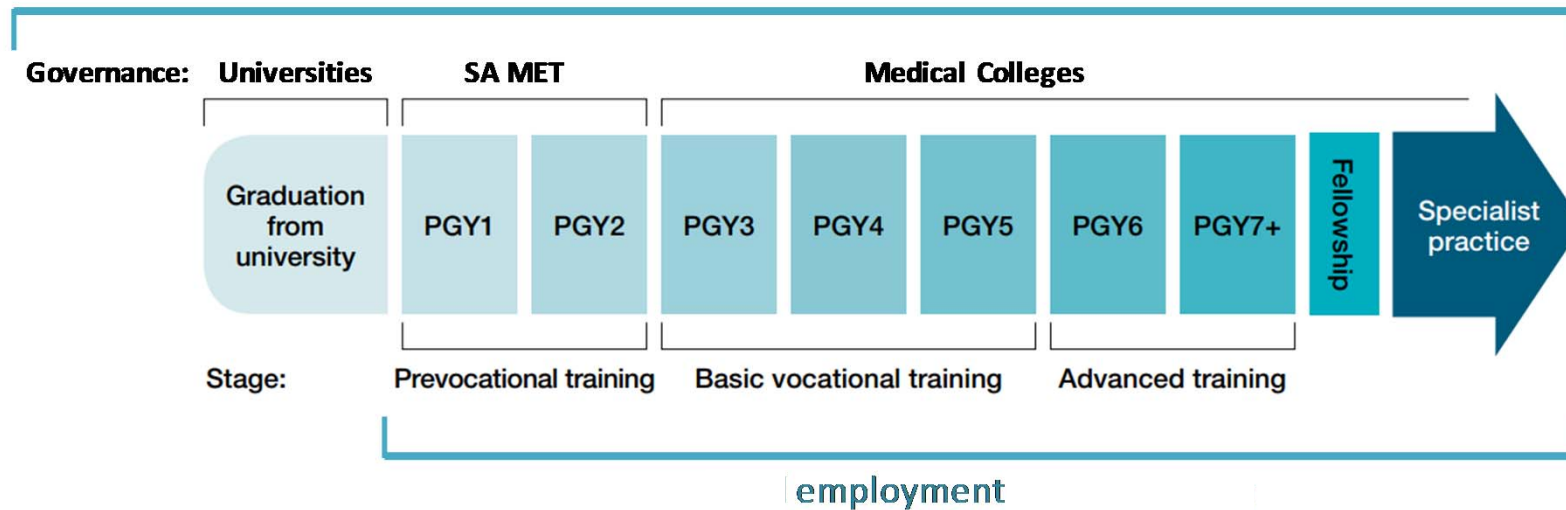 Governance: Universities SA MET Medical Colleges
Graduation
from
university
PGY1
PGY2
PGY3
PGY4
PGY5
PGY6
PGY7+
Fellowship
Specialist
practice
Stage: Prevocational training Basic vocational training Advanced training
employment